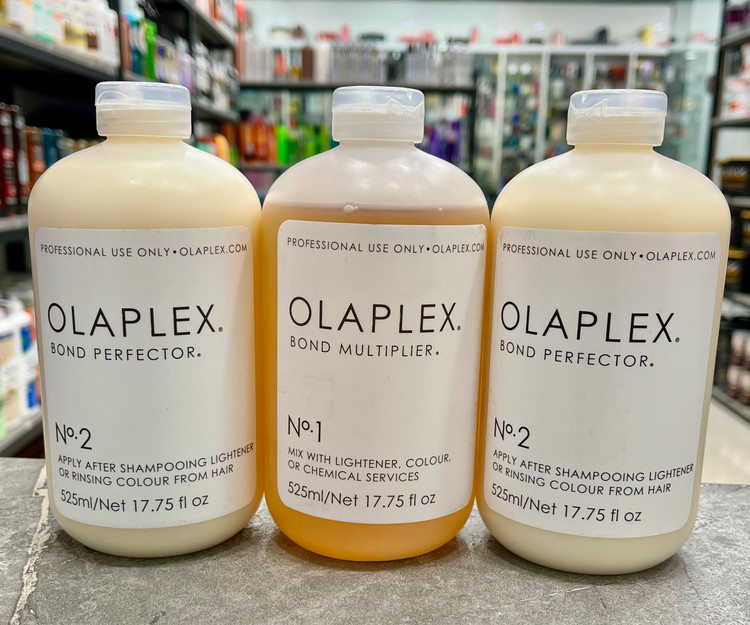 PROFESSIONAL USE ONLY•OLAPLEX.COM
OLAPLEX®
BOND PERFECTOR®
Nº.2
APPLY AFTER SHAMPOOING LIGHTENER
OR RINSING COLOUR FROM HAIR
525ml/Net 17.75 fl oz
PROFESSIONAL USE ONLY•OLAPLEX.COM
OLAPLEX®
BOND MULTIPLIER®
Nº.1
MIX WITH LIGHTENER, COLOUR,
OR CHEMICAL SERVICES
525ml/Net 17.75 fl oz
PROFESSIONAL USE ONLY•OLAPLEX.COM
OLAPLEX®
BOND PERFECTOR®
Nº.2
APPLY AFTER SHAMPOOING LIGHTENER
OR RINSING COLOUR FROM HAIR
525ml/Net 17.75 fl oz